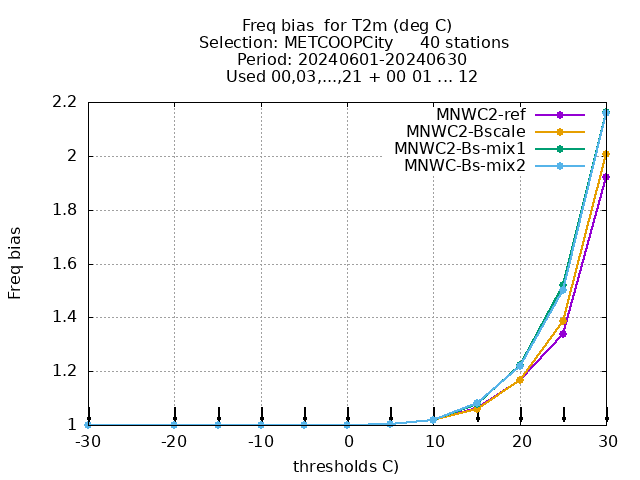 Freq bias  for T2m (deg C)
Selection: METCOOPCity     40 stations
Period: 20240601-20240630
Used 00,03,...,21 + 00 01 ... 12
MNWC2-ref
MNWC2-Bscale
MNWC2-Bs-mix1
MNWC-Bs-mix2
Freq bias
2.2
2
1.8
1.6
1.4
1.2
1
-30
-20
-10
0
10
20
30
thresholds C)